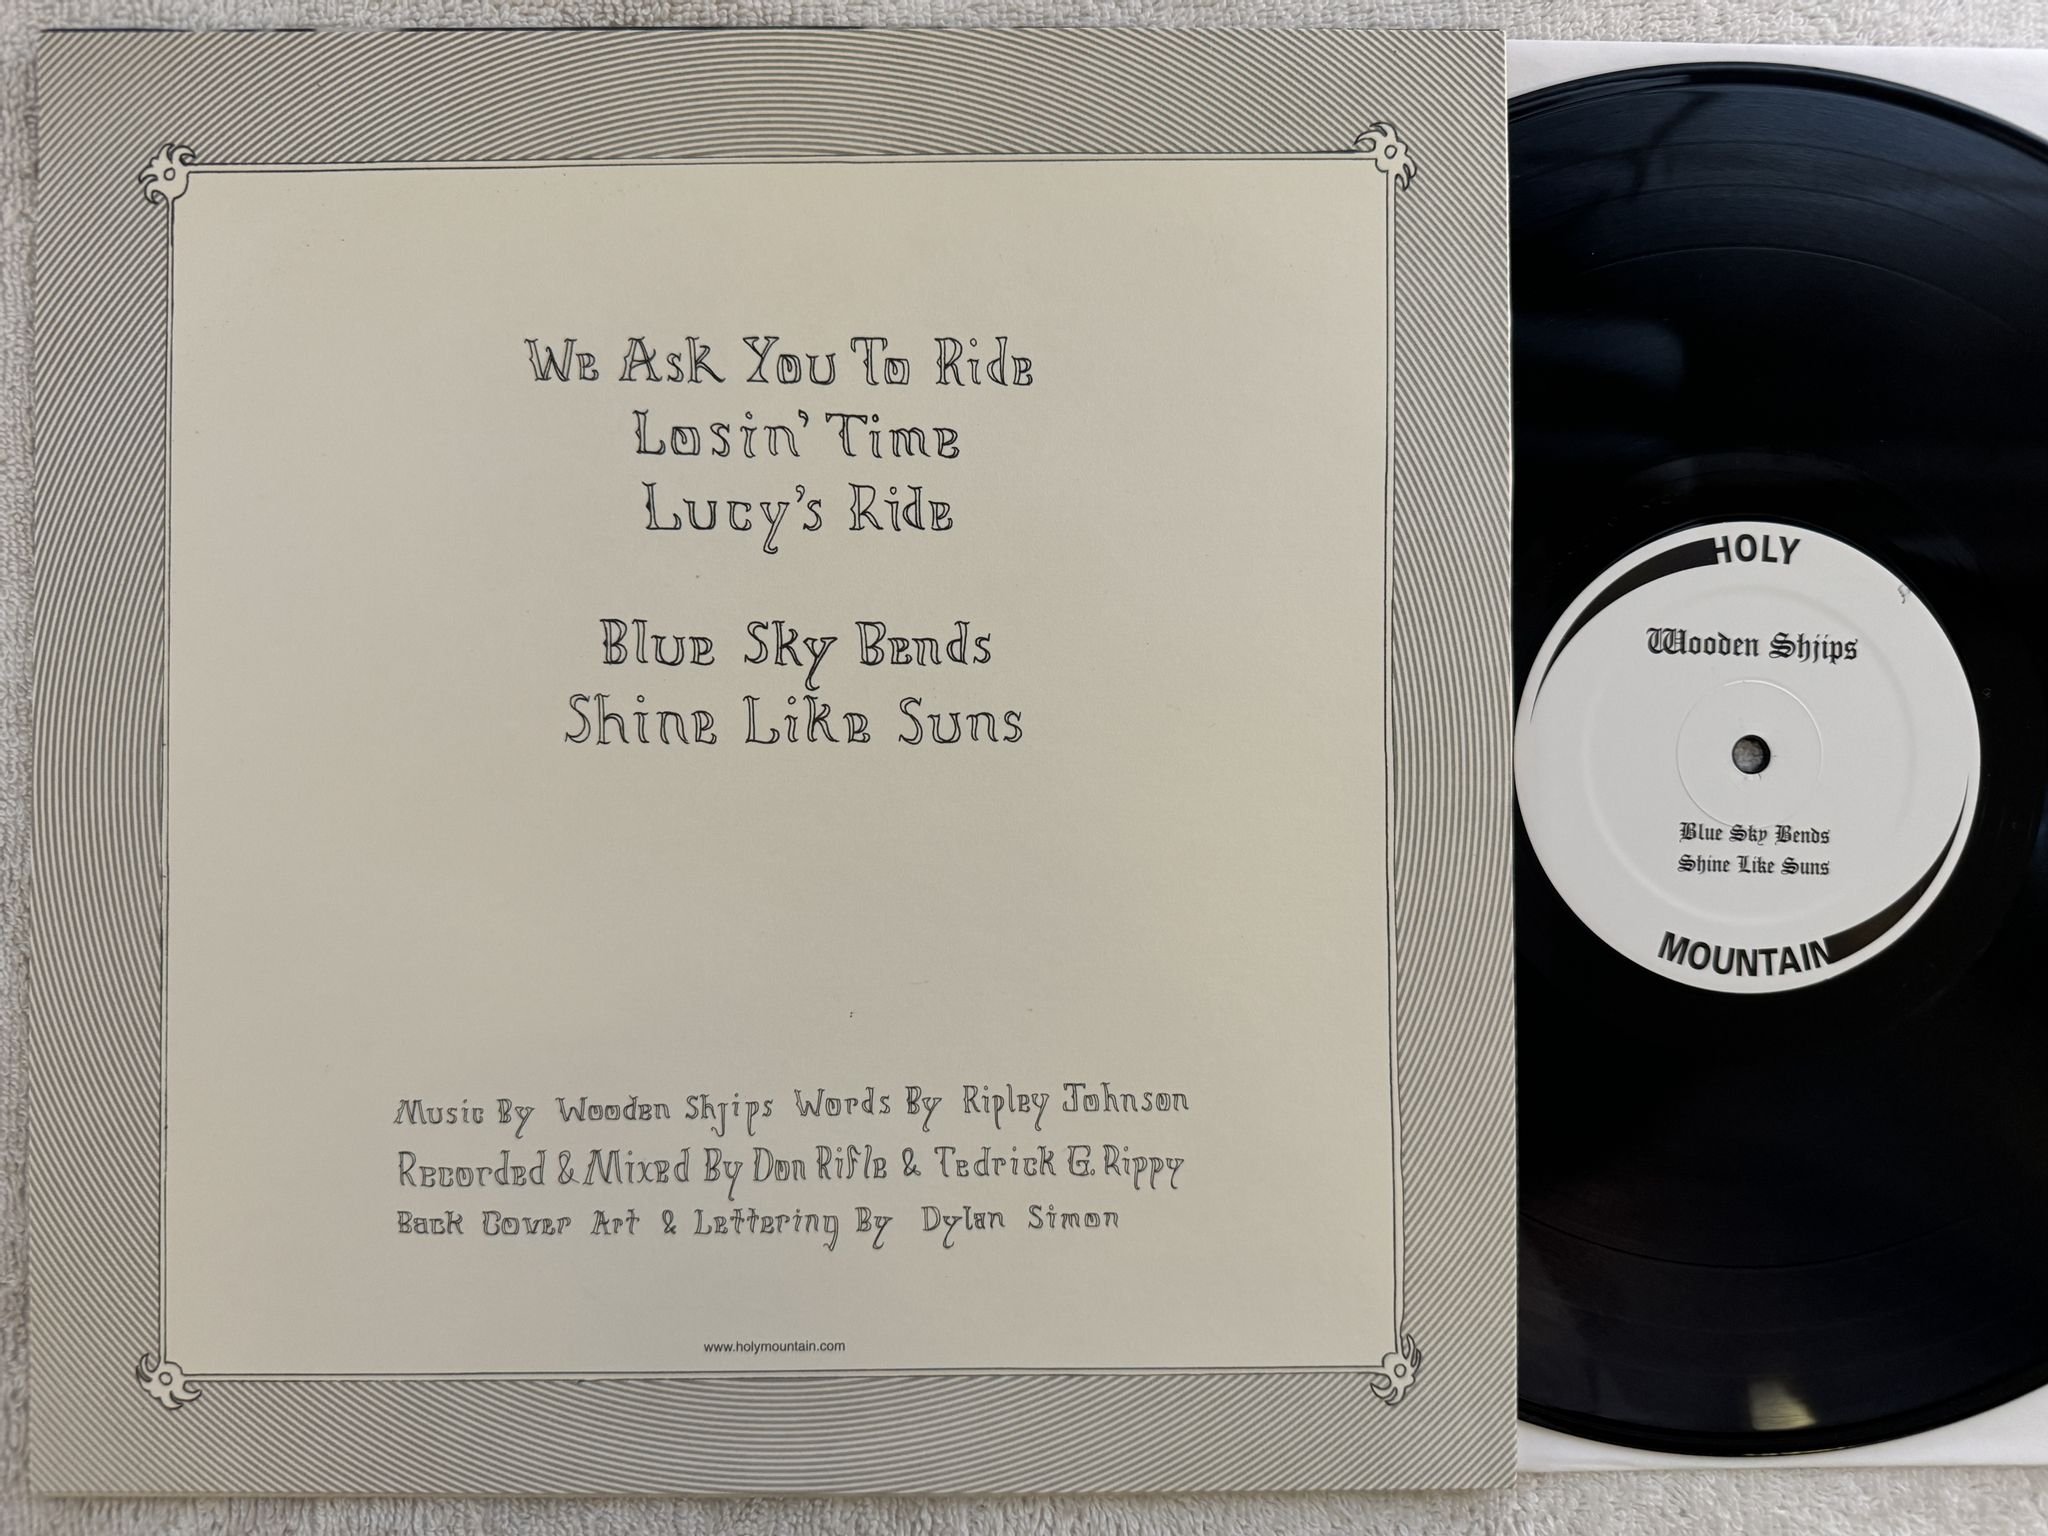 We Ask You To Ride
Losin' Time
Lucy's Ride
Blue Sky Bends
Shine Like Suns
Music By Wooden Shjips Words By Ripley Johnson
Recorded & Mixed By Don Rifle & Tedrick G. Rippy
Back Cover Art & Lettering By Dylan Simon
www.holymountain.com
HOLY
Wooden Shjips
Blue Sky Bends
Shine Like Suns
MOUNTAIN